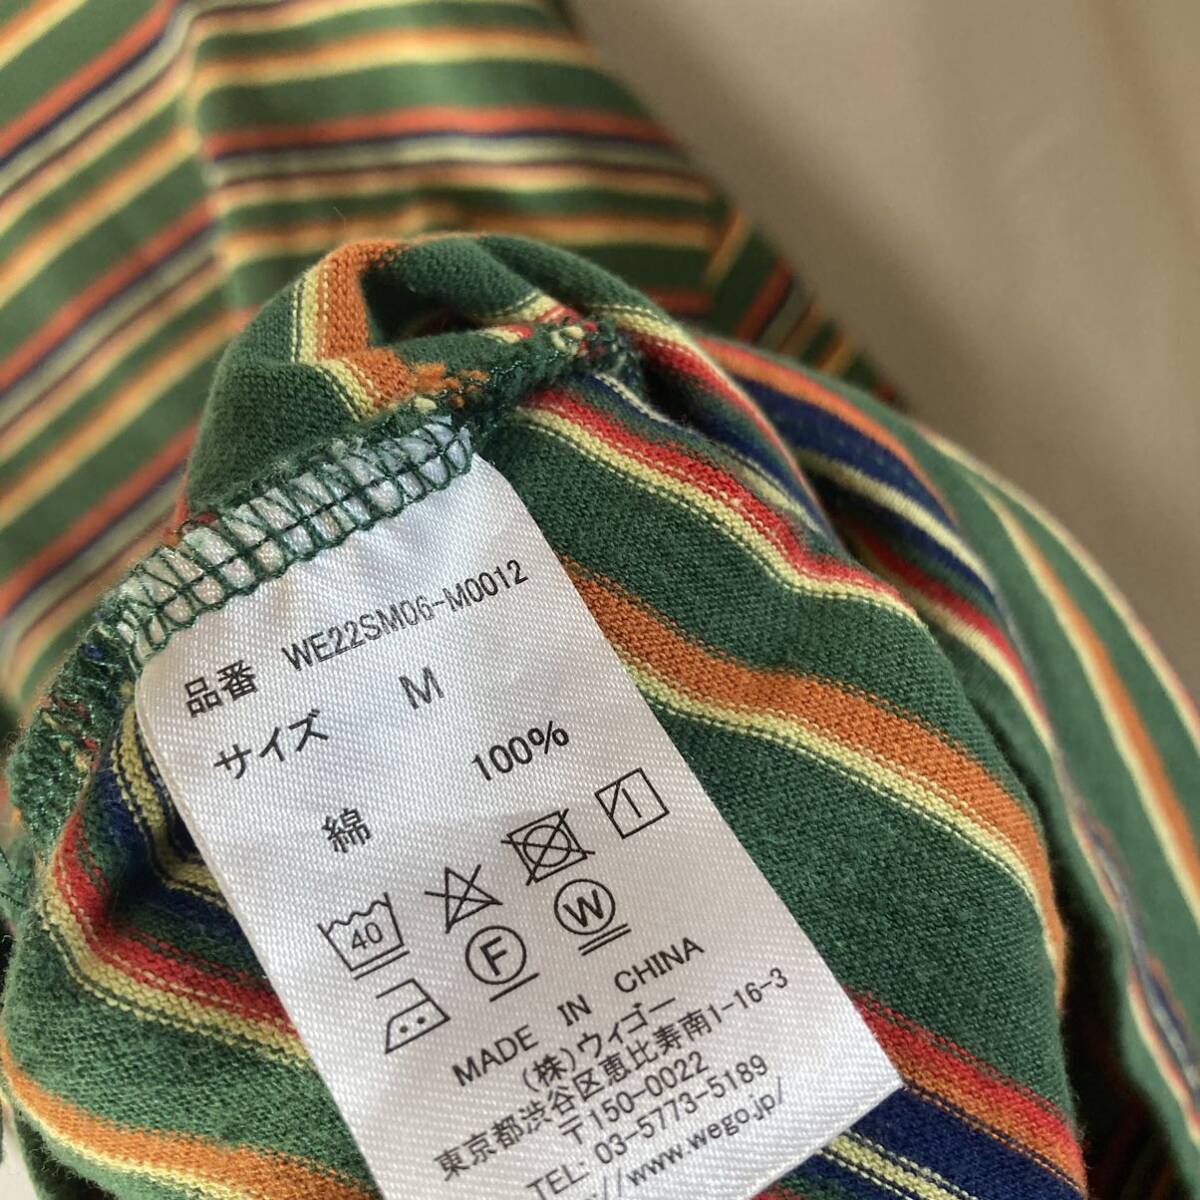 品番 WE22SM06-M0012
サイズ M
綿 100%
40
F W
MADE IN CHINA
(株)ウィゴー
東京都渋谷区恵比寿南1-16-3
〒150-0022
TEL: 03-5773-5189
//www.wego.jp/